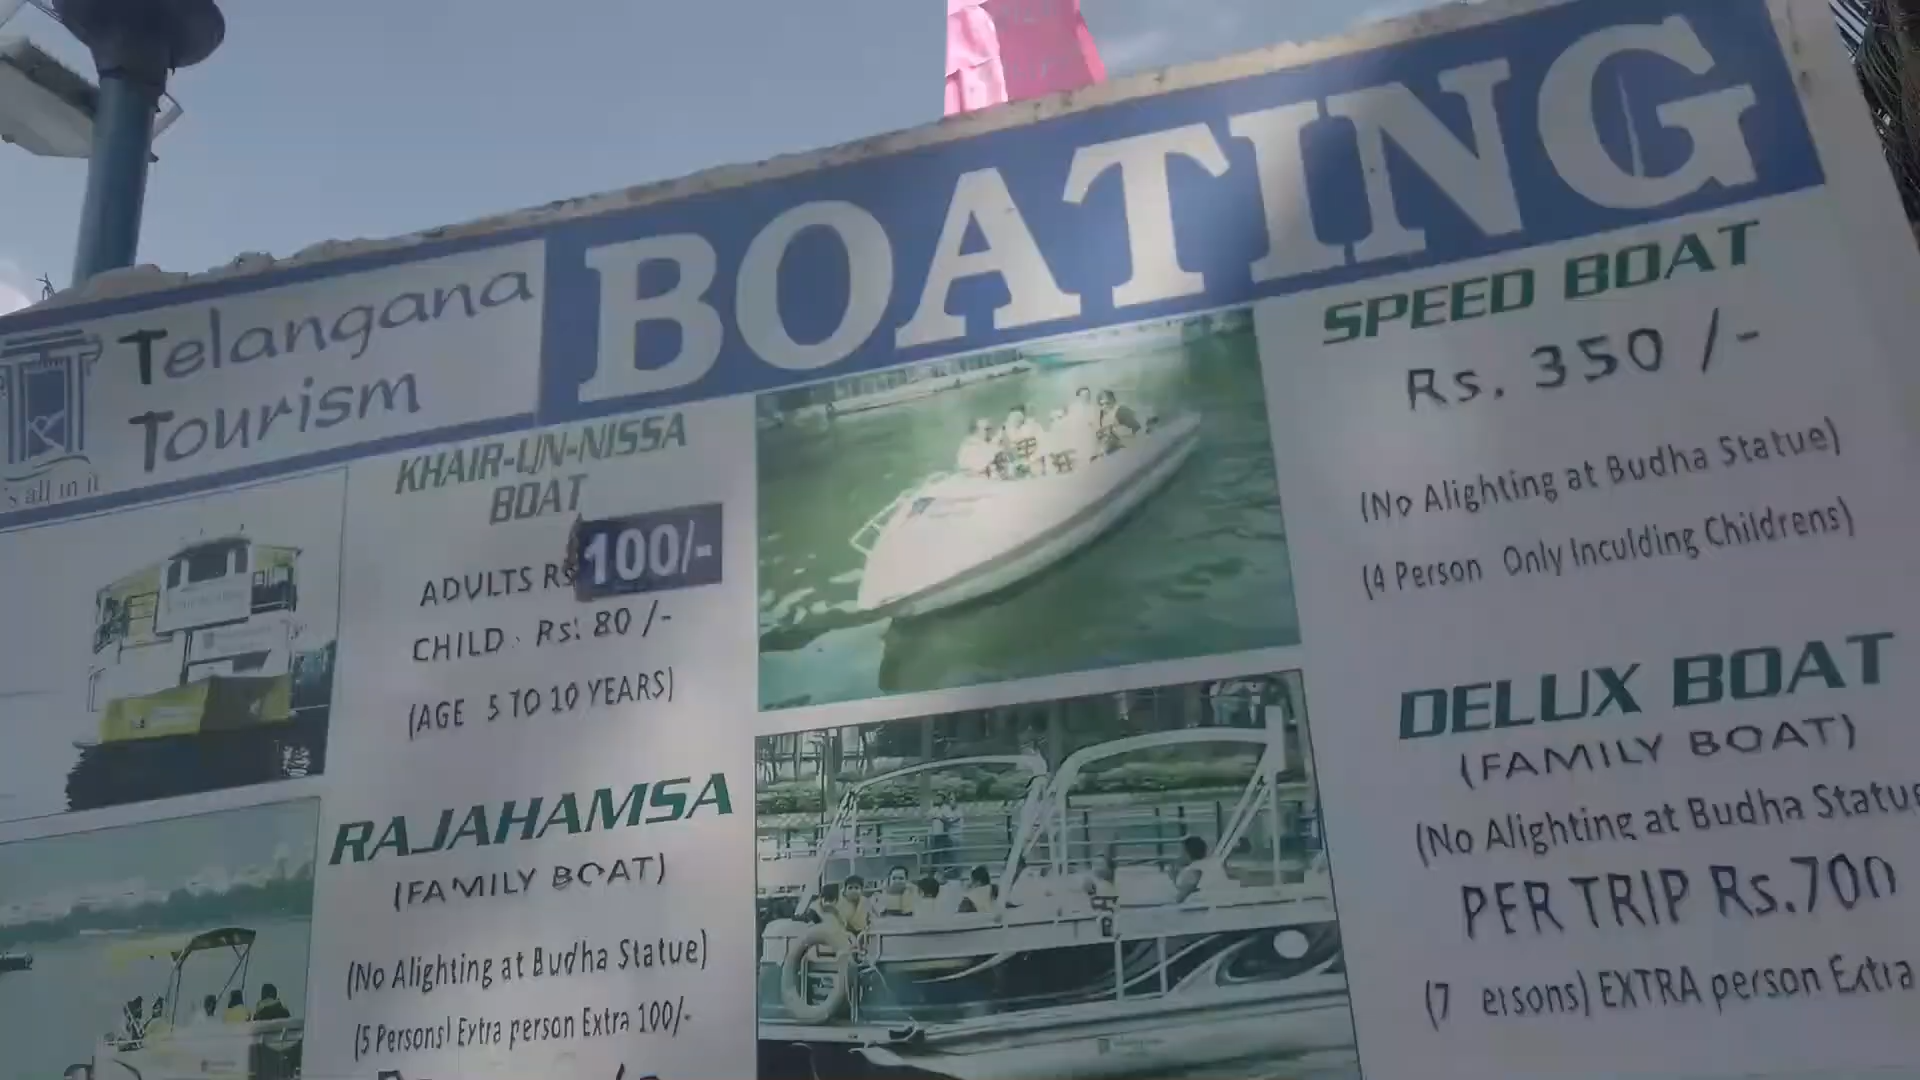 Telangana
Tourism
's all in it
BOATING
KHAIR-UN-NISSA
BOAT
ADULTS Rs 100/-
CHILD Rs. 80 /-
(AGE 5 TO 10 YEARS)
RAJAHAMSA
(FAMILY BOAT)
(No Alighting at Budha Statue)
(5 Persons) Extra person Extra 100/-
SPEED BOAT
Rs. 350 /-
(No Alighting at Budha Statue)
(4 Person Only Inculding Childrens)
DELUX BOAT
(FAMILY BOAT)
(No Alighting at Budha Statue
PER TRIP Rs.700
(7 ersons) EXTRA person Extra